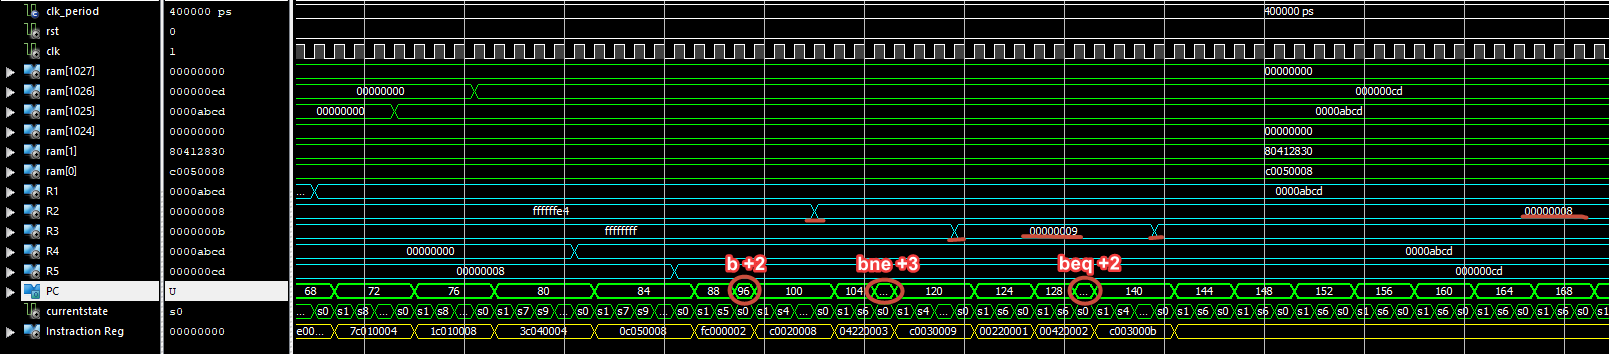 clk_period 400000 ps 400000 ps
rst 0
clk 1
ram[1027] 00000000 00000000
ram[1026] 000000cd 00000000 000000cd
ram[1025] 0000abcd 00000000 0000abcd
ram[1024] 00000000 00000000
ram[1] 80412830 80412830
ram[0] c0050008 c0050008
R1 0000abcd ... 0000abcd
R2 00000008 ffffffe4 00000008
R3 0000000b ffffffff 00000009
R4 0000abcd 00000000 0000abcd
R5 000000cd 00000008 000000cd
b +2 bne +3 beq +2
PC U 68 72 76 80 84 88 96 100 104 ... 120 124 128 ... 140 144 148 152 156 160 164 168
currentstate s0 ... s0 s1 s8... s0 s1 s8... s0 s1 s7 s9... s0 s1 s7 s9 s0 s1 s5 s0 s1 s4... s0 s1 s6 s0 s1 s4... s0 s1 s6 s0 s1 s6 s0 s1 s4... s0 s1 s6 s0 s1 s6 s0 s1 s6 s0 s1 s6 s0 s1 s6 s0 s1 s6 s0 s1 s6 s0 s1
Instraction Reg 00000000 e00... 7c010004 1c010008 3c040004 0c050008 fc000002 c0020008 04220003 c0030009 00220001 00422002 c003000b